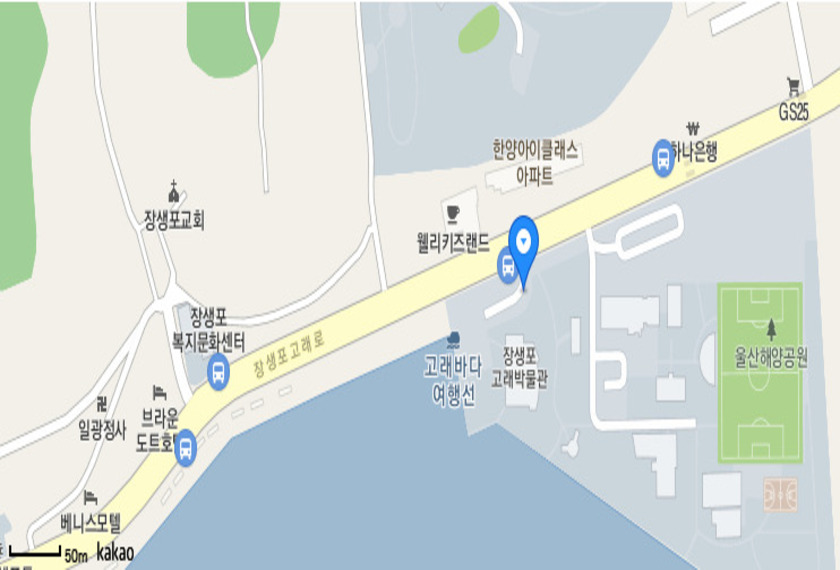 GS25
하나은행
한양아이클래스
아파트
장생포교회
웰리키즈랜드
장생포
복지문화센터
장생포고래로
고래바다
여행선
장생포
고래박물관
울산해양공원
브라운
도트호텔
일광정사
베니스모텔
50m kakao